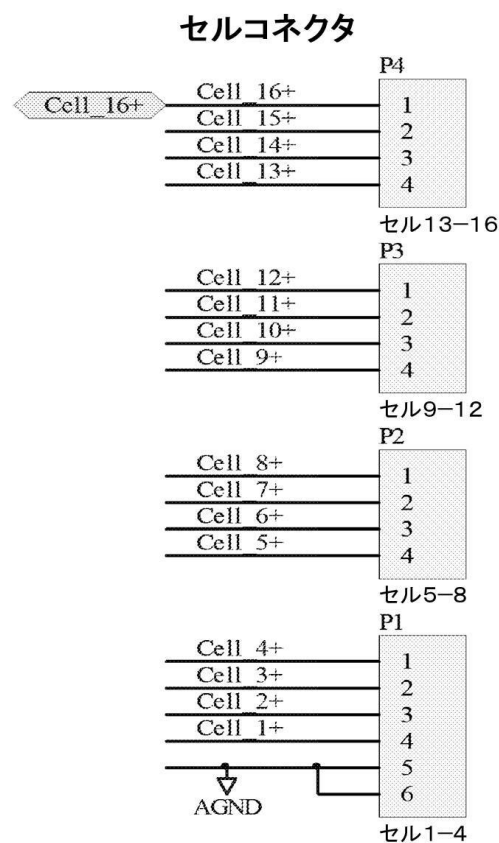 セルコネクタ
P4
Cell_16+ Cell_16+ 1
Cell_15+ 2
Cell_14+ 3
Cell_13+ 4
セル13-16
P3
Cell_12+ 1
Cell_11+ 2
Cell_10+ 3
Cell_9+ 4
セル9-12
P2
Cell_8+ 1
Cell_7+ 2
Cell_6+ 3
Cell_5+ 4
セル5-8
P1
Cell_4+ 1
Cell_3+ 2
Cell_2+ 3
Cell_1+ 4
5
6
AGND
セル1-4